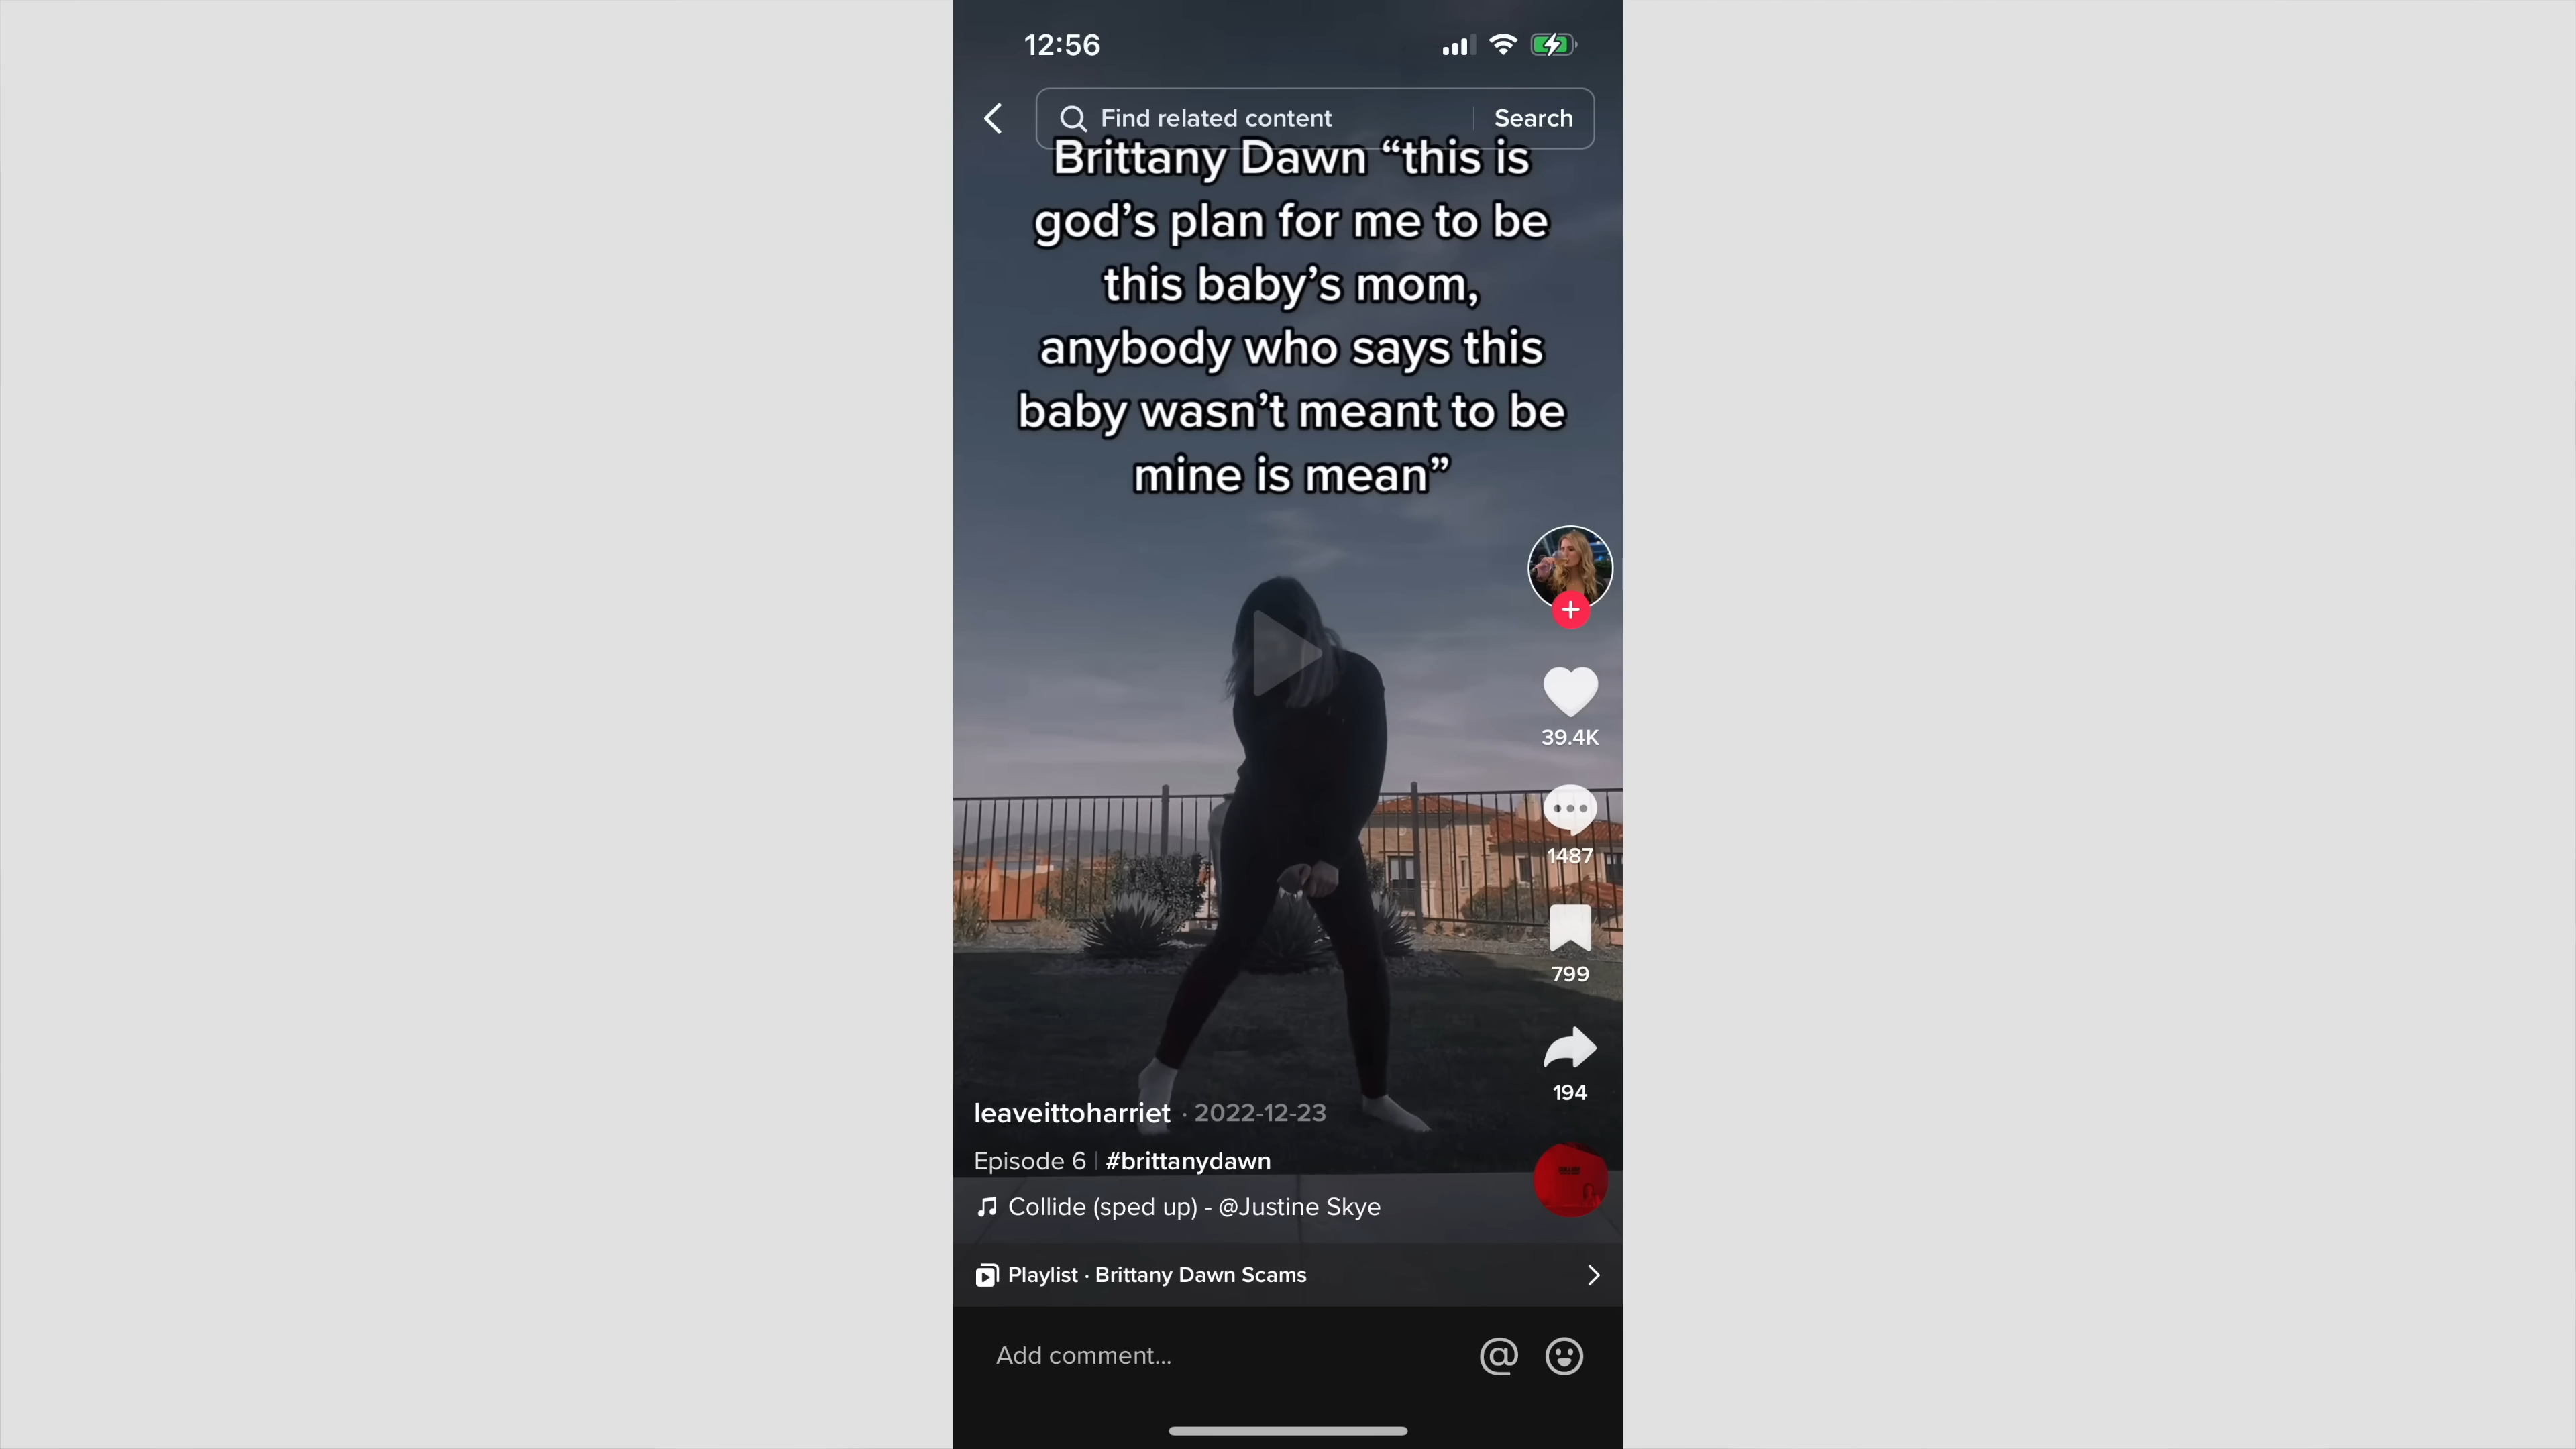 12:56
Find related content Search
Brittany Dawn “this is
god’s plan for me to be
this baby’s mom,
anybody who says this
baby wasn’t meant to be
mine is mean”
39.4K
1487
799
194
leaveittoharriet · 2022-12-23
Episode 6 | #brittanydawn
Collide (sped up) - @Justine Skye
Playlist · Brittany Dawn Scams
Add comment...